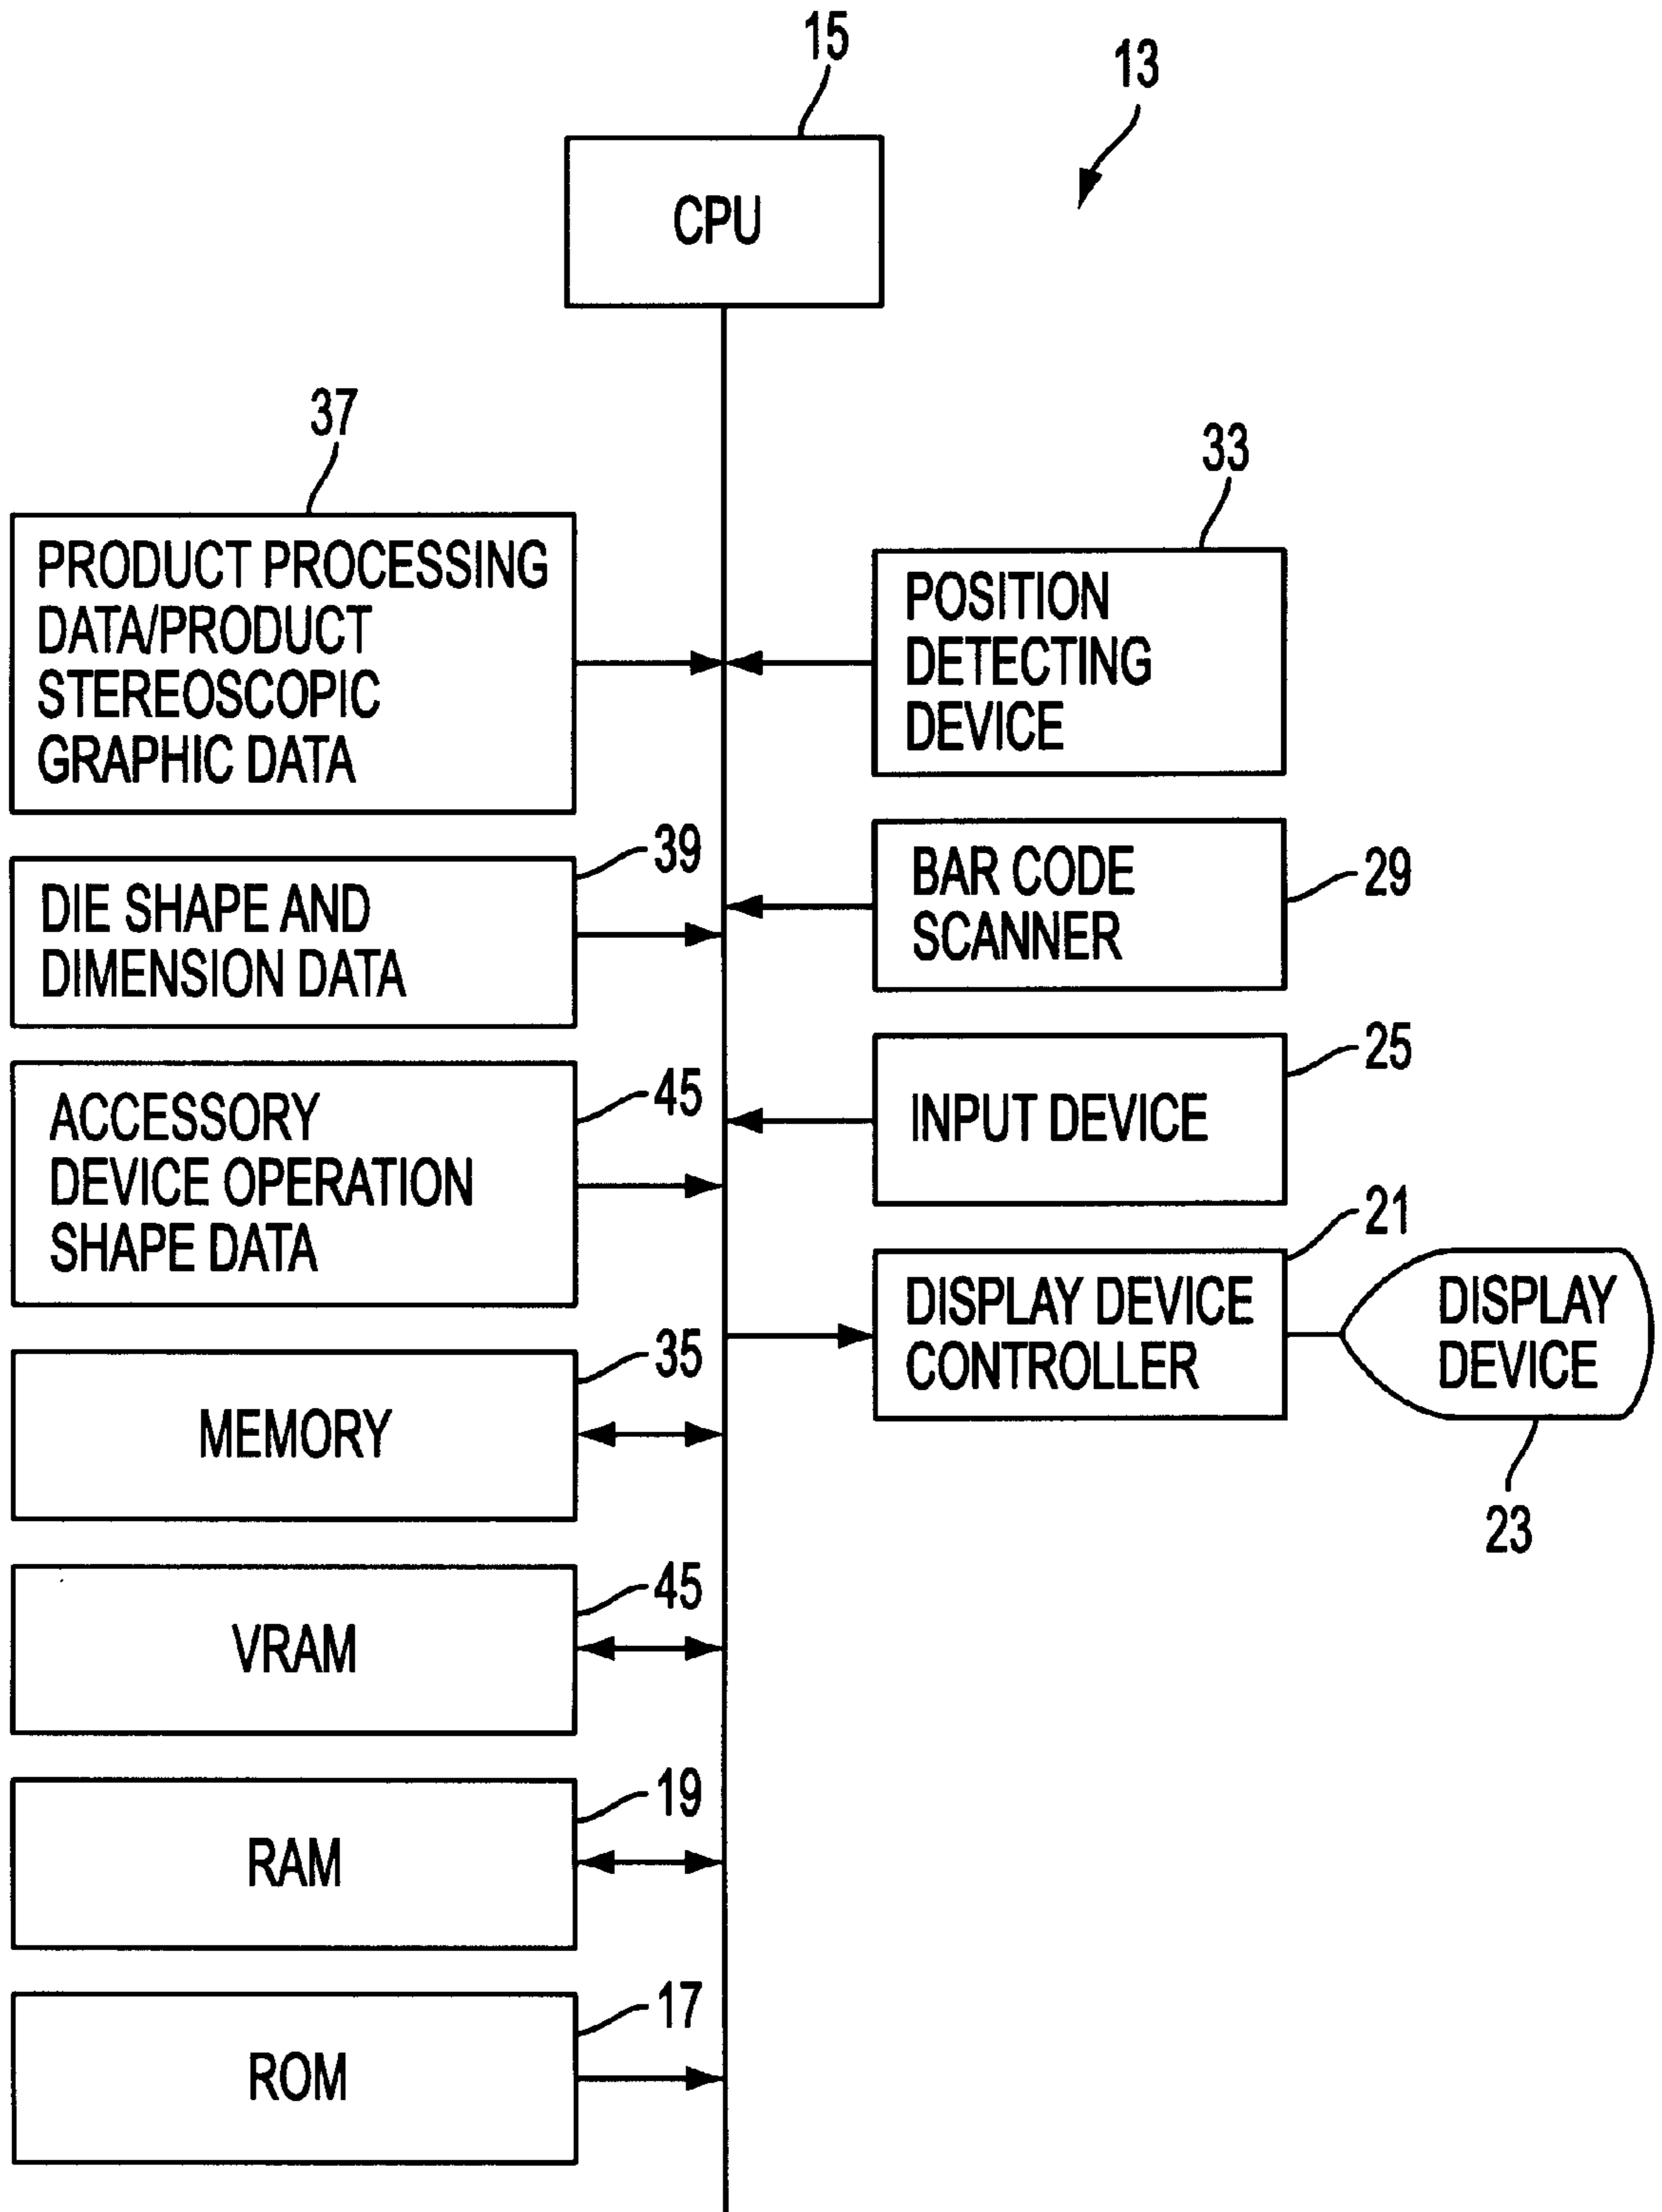 15
13
CPU
37
PRODUCT PROCESSING
DATA/PRODUCT
STEREOSCOPIC
GRAPHIC DATA
33
POSITION
DETECTING
DEVICE
39
DIE SHAPE AND
DIMENSION DATA
BAR CODE
SCANNER
29
45
ACCESSORY
DEVICE OPERATION
SHAPE DATA
25
INPUT DEVICE
21
DISPLAY DEVICE
CONTROLLER
DISPLAY
DEVICE
23
35
MEMORY
45
VRAM
19
RAM
17
ROM